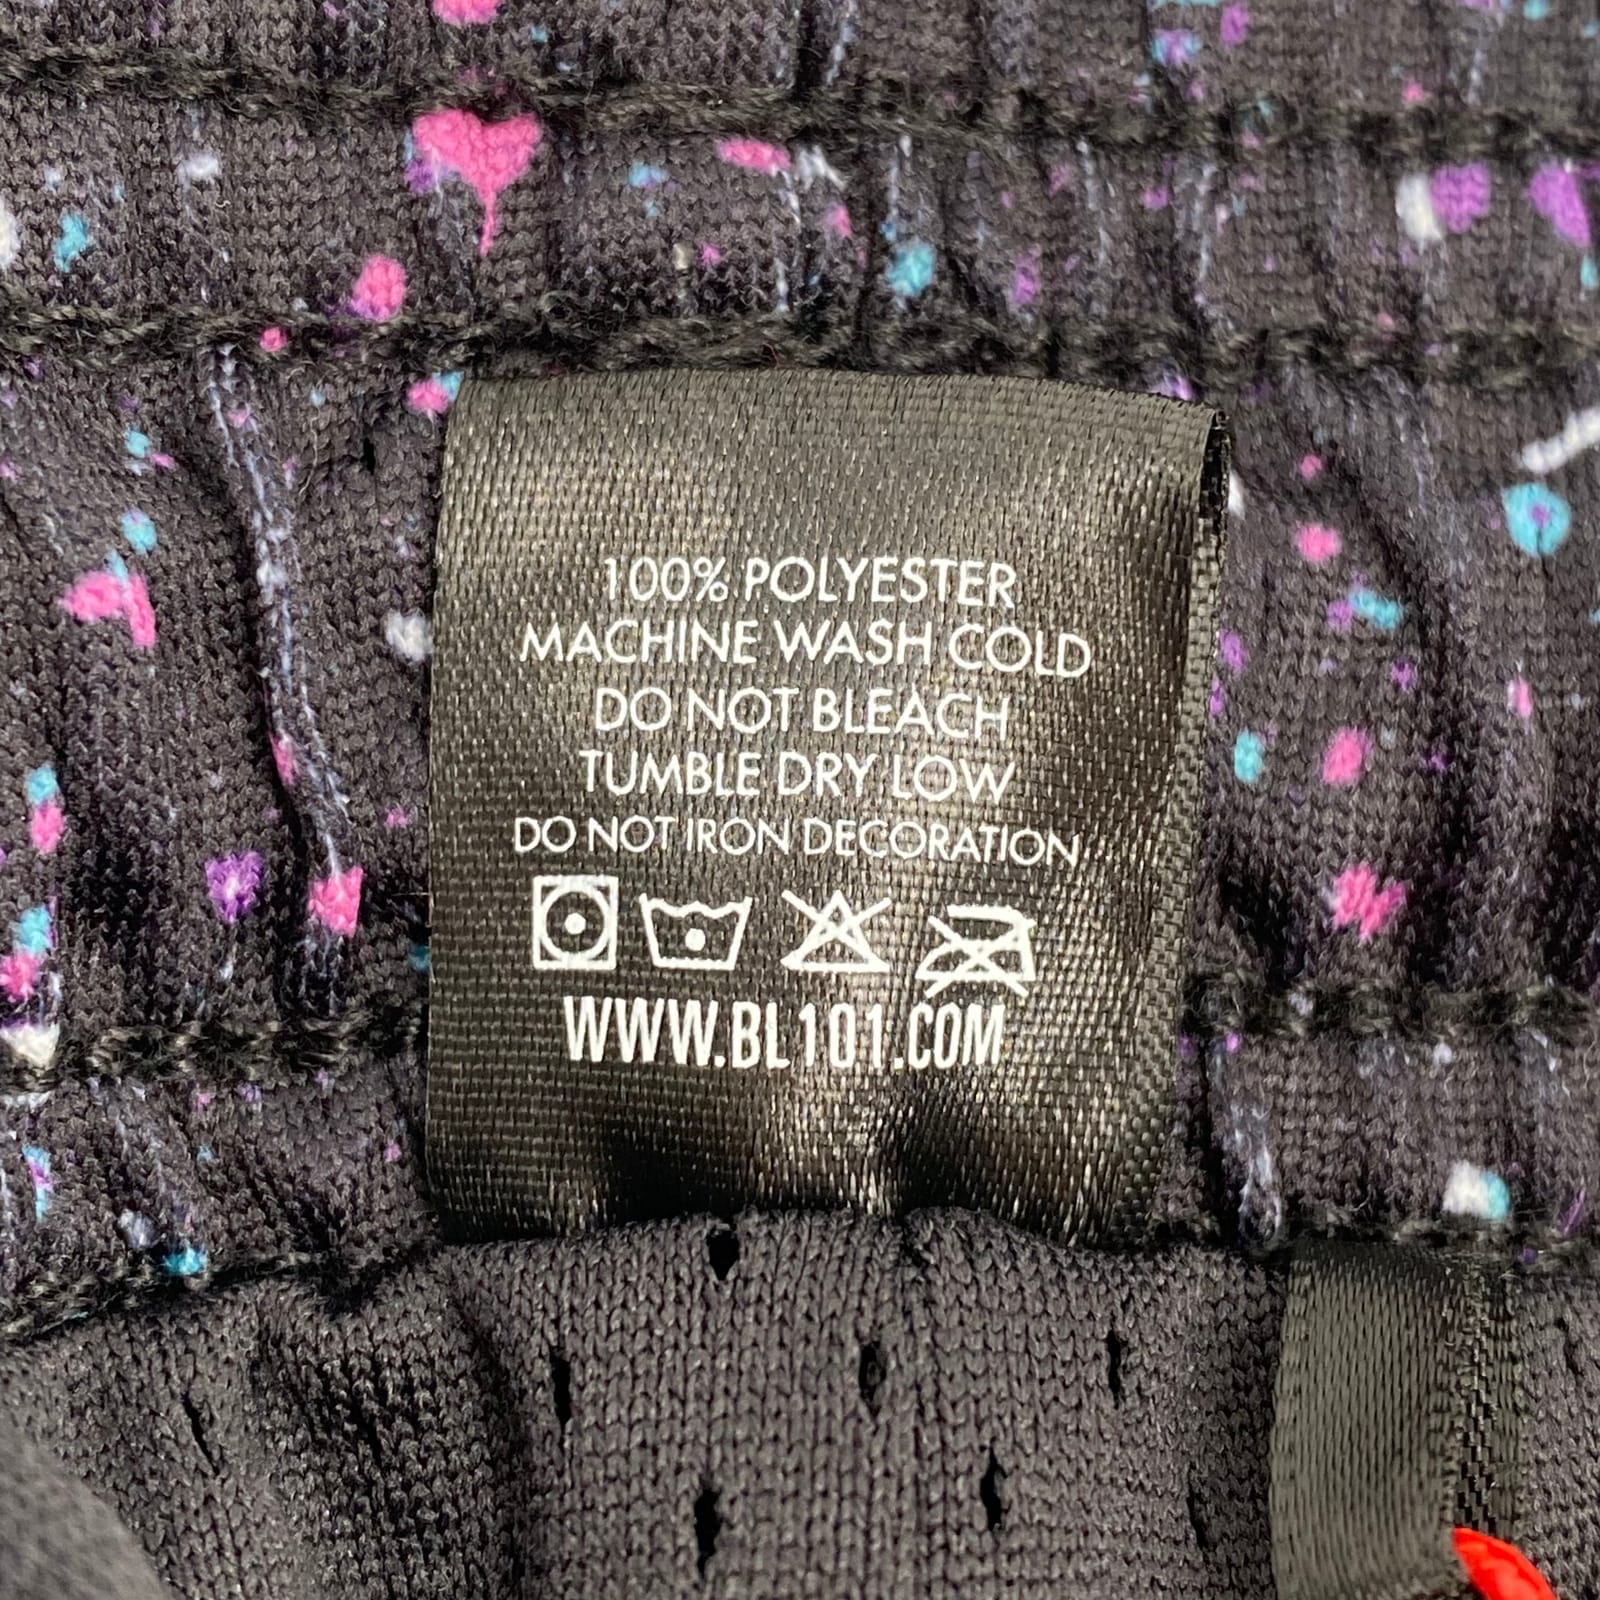 100% POLYESTER
MACHINE WASH COLD
DO NOT BLEACH
TUMBLE DRY LOW
DO NOT IRON DECORATION
WWW.BL101.COM